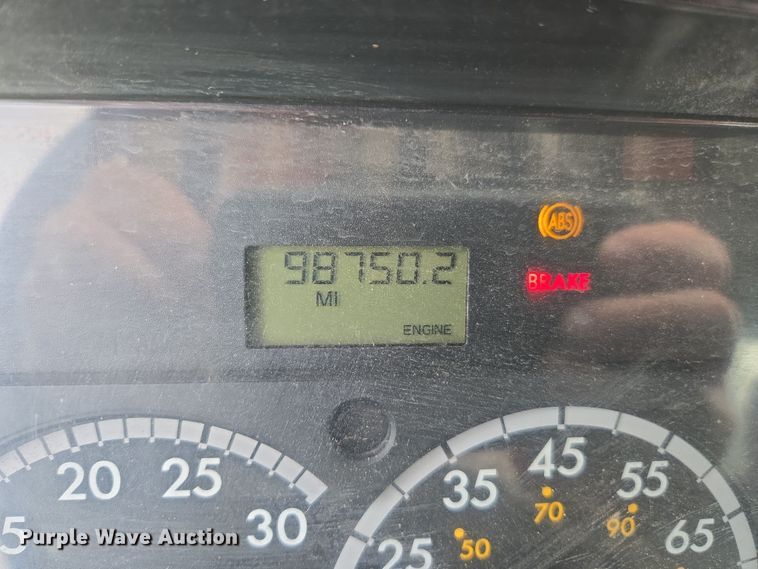 98750.2
MI
ENGINE
ABS
BRAKE
5 20 25 30
25 35 45 55 65
50 70 90
Purple Wave Auction